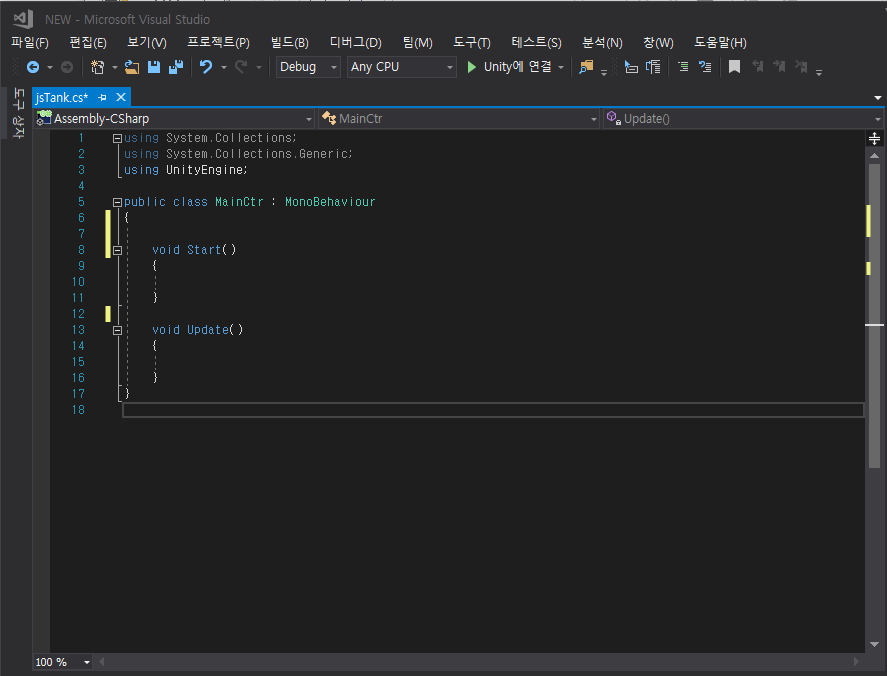 NEW - Microsoft Visual Studio
파일(F) 편집(E) 보기(V) 프로젝트(P) 빌드(B) 디버그(D) 팀(M) 도구(T) 테스트(S) 분석(N) 창(W) 도움말(H)
Debug Any CPU Unity에 연결
도구 상자
jsTank.cs*
Assembly-CSharp MainCtr Update()
1 using System.Collections;
2 using System.Collections.Generic;
3 using UnityEngine;
4
5 public class MainCtr : MonoBehaviour
6 {
7
8 void Start()
9 {
10
11 }
12
13 void Update()
14 {
15
16 }
17 }
18
100 %